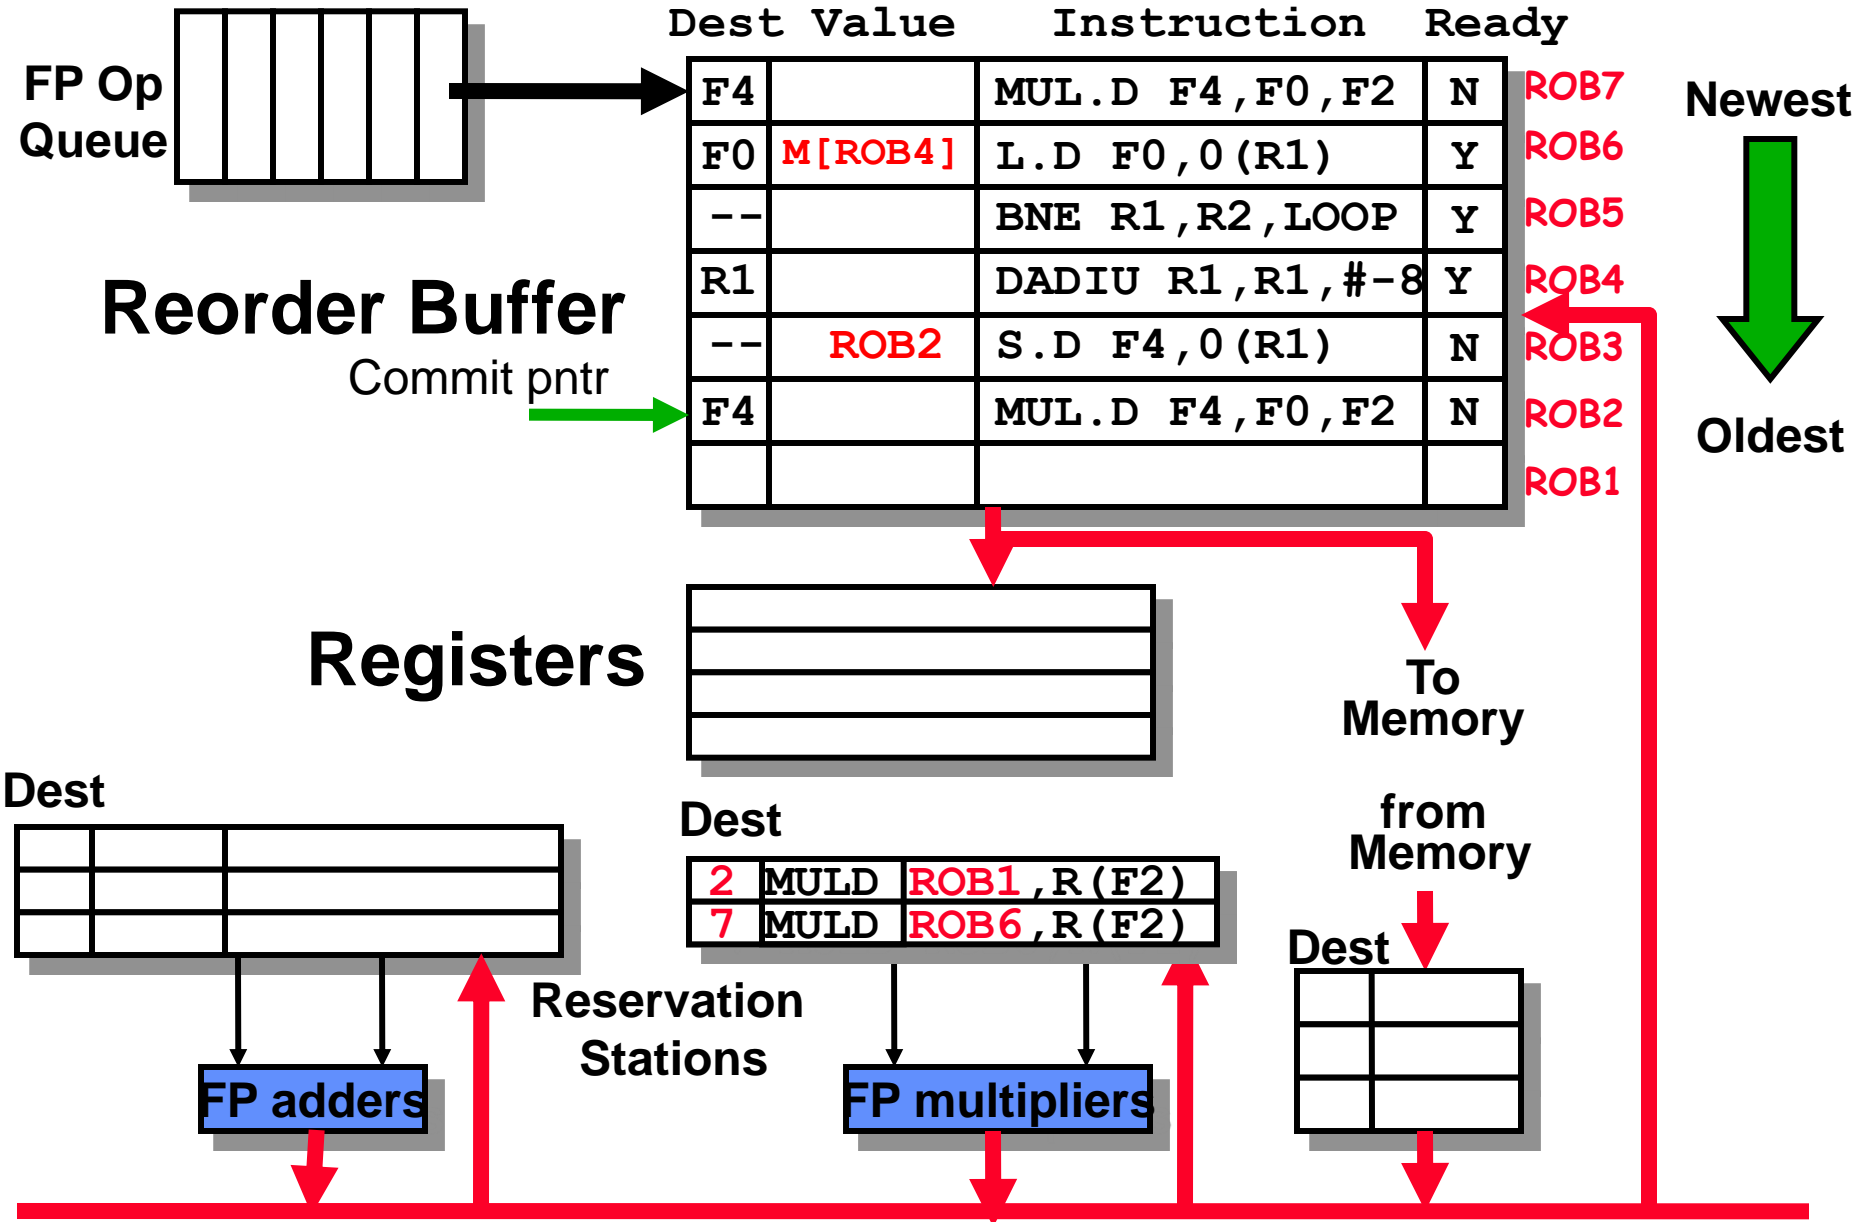 Dest Value Instruction Ready
FP Op
Queue
F4 MUL.D F4,F0,F2 N ROB7
F0 M[ROB4] L.D F0,0(R1) Y ROB6
-- BNE R1,R2,LOOP Y ROB5
R1 DADIU R1,R1,#-8 Y ROB4
-- ROB2 S.D F4,0(R1) N ROB3
F4 MUL.D F4,F0,F2 N ROB2
ROB1
Newest
Oldest
Reorder Buffer
Commit pntr
Registers
To
Memory
from
Memory
Dest
Dest
2 MULD ROB1,R(F2)
7 MULD ROB6,R(F2)
Dest
Reservation
Stations
FP adders
FP multipliers